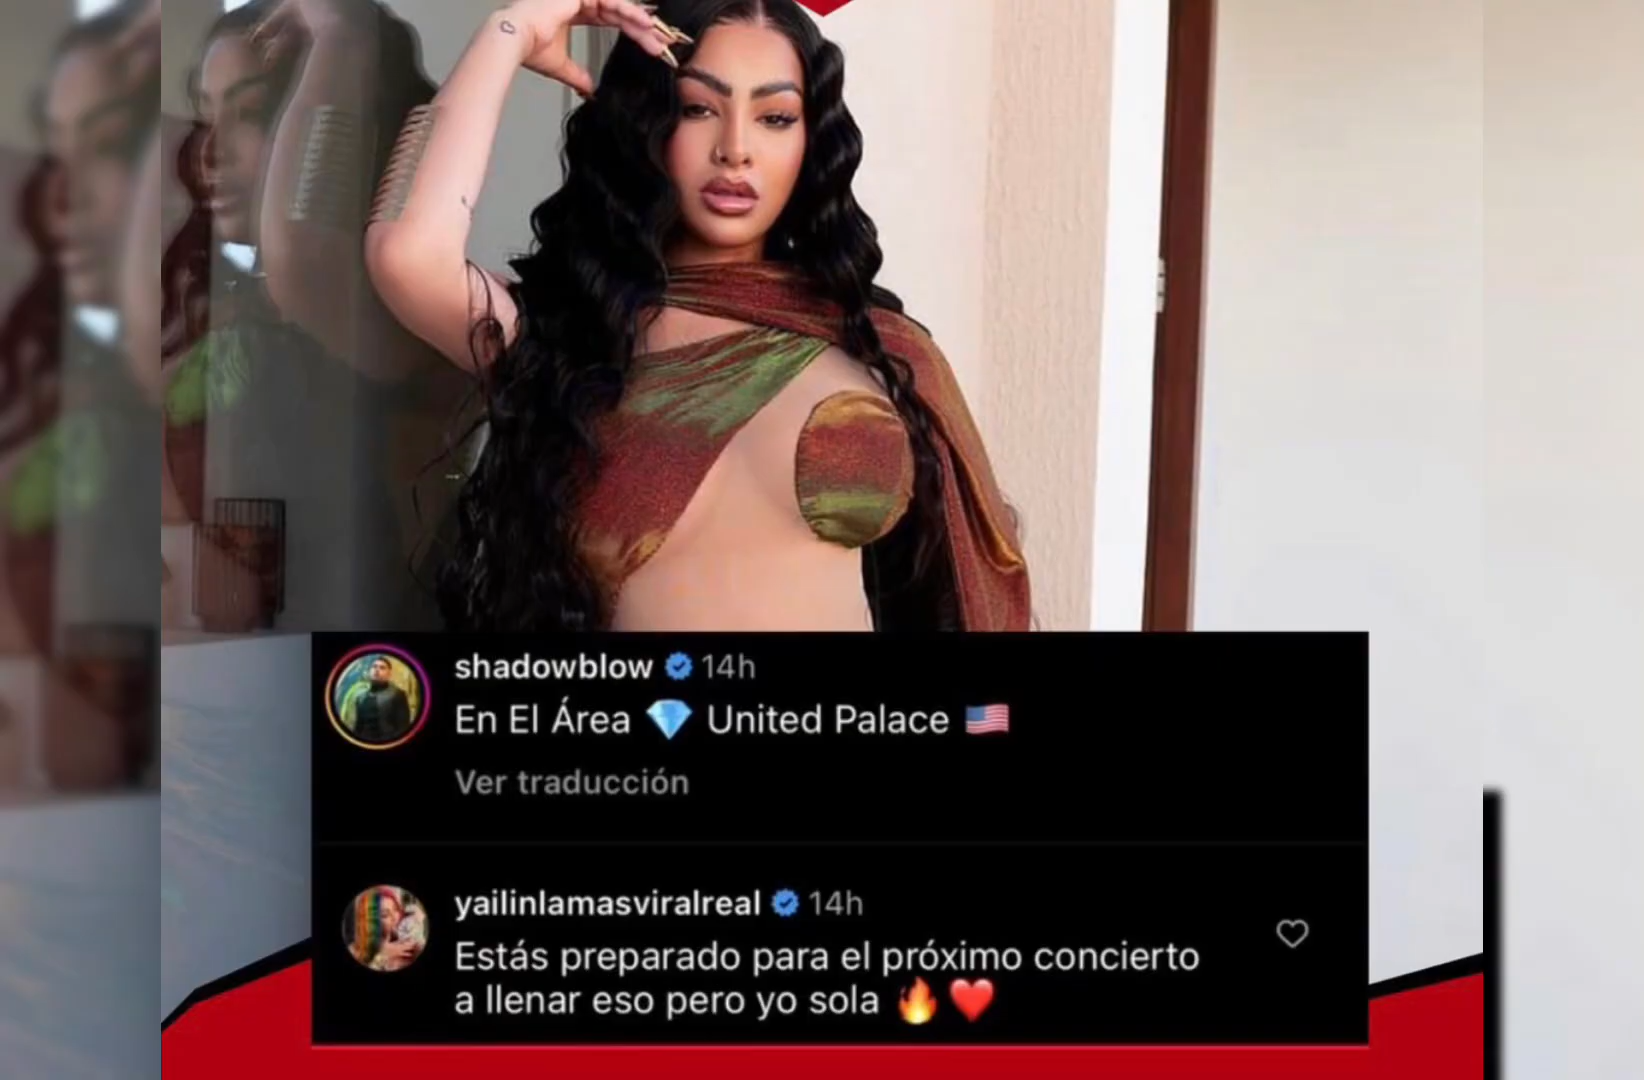 shadowblow 14h
En El Área 💎 United Palace 🇺🇸
Ver traducción
yailinlamasviralreal 14h
Estás preparado para el próximo concierto
a llenar eso pero yo sola 🔥❤️